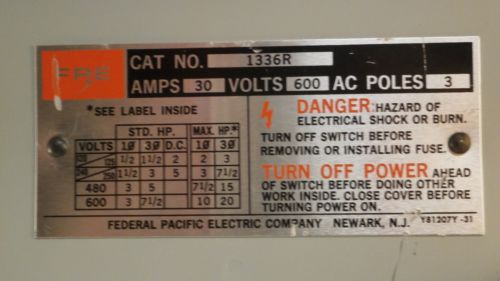 FPE
CAT NO. 1336R
AMPS 30 VOLTS 600 AC POLES 3
*SEE LABEL INSIDE
STD. HP. MAX. HP.*
VOLTS 1Ø 3Ø D.C. 1Ø 3Ø
120 125 1/2 1 1/2 2 2 3
240 250 1 1/2 3 5 3 7 1/2
480 3 5 7 1/2 15
600 3 7 1/2 10 20
DANGER: HAZARD OF
ELECTRICAL SHOCK OR BURN.
TURN OFF SWITCH BEFORE
REMOVING OR INSTALLING FUSE.
TURN OFF POWER AHEAD
OF SWITCH BEFORE DOING OTHER
WORK INSIDE. CLOSE COVER BEFORE
TURNING POWER ON.
FEDERAL PACIFIC ELECTRIC COMPANY NEWARK, N.J. Y81207Y-31